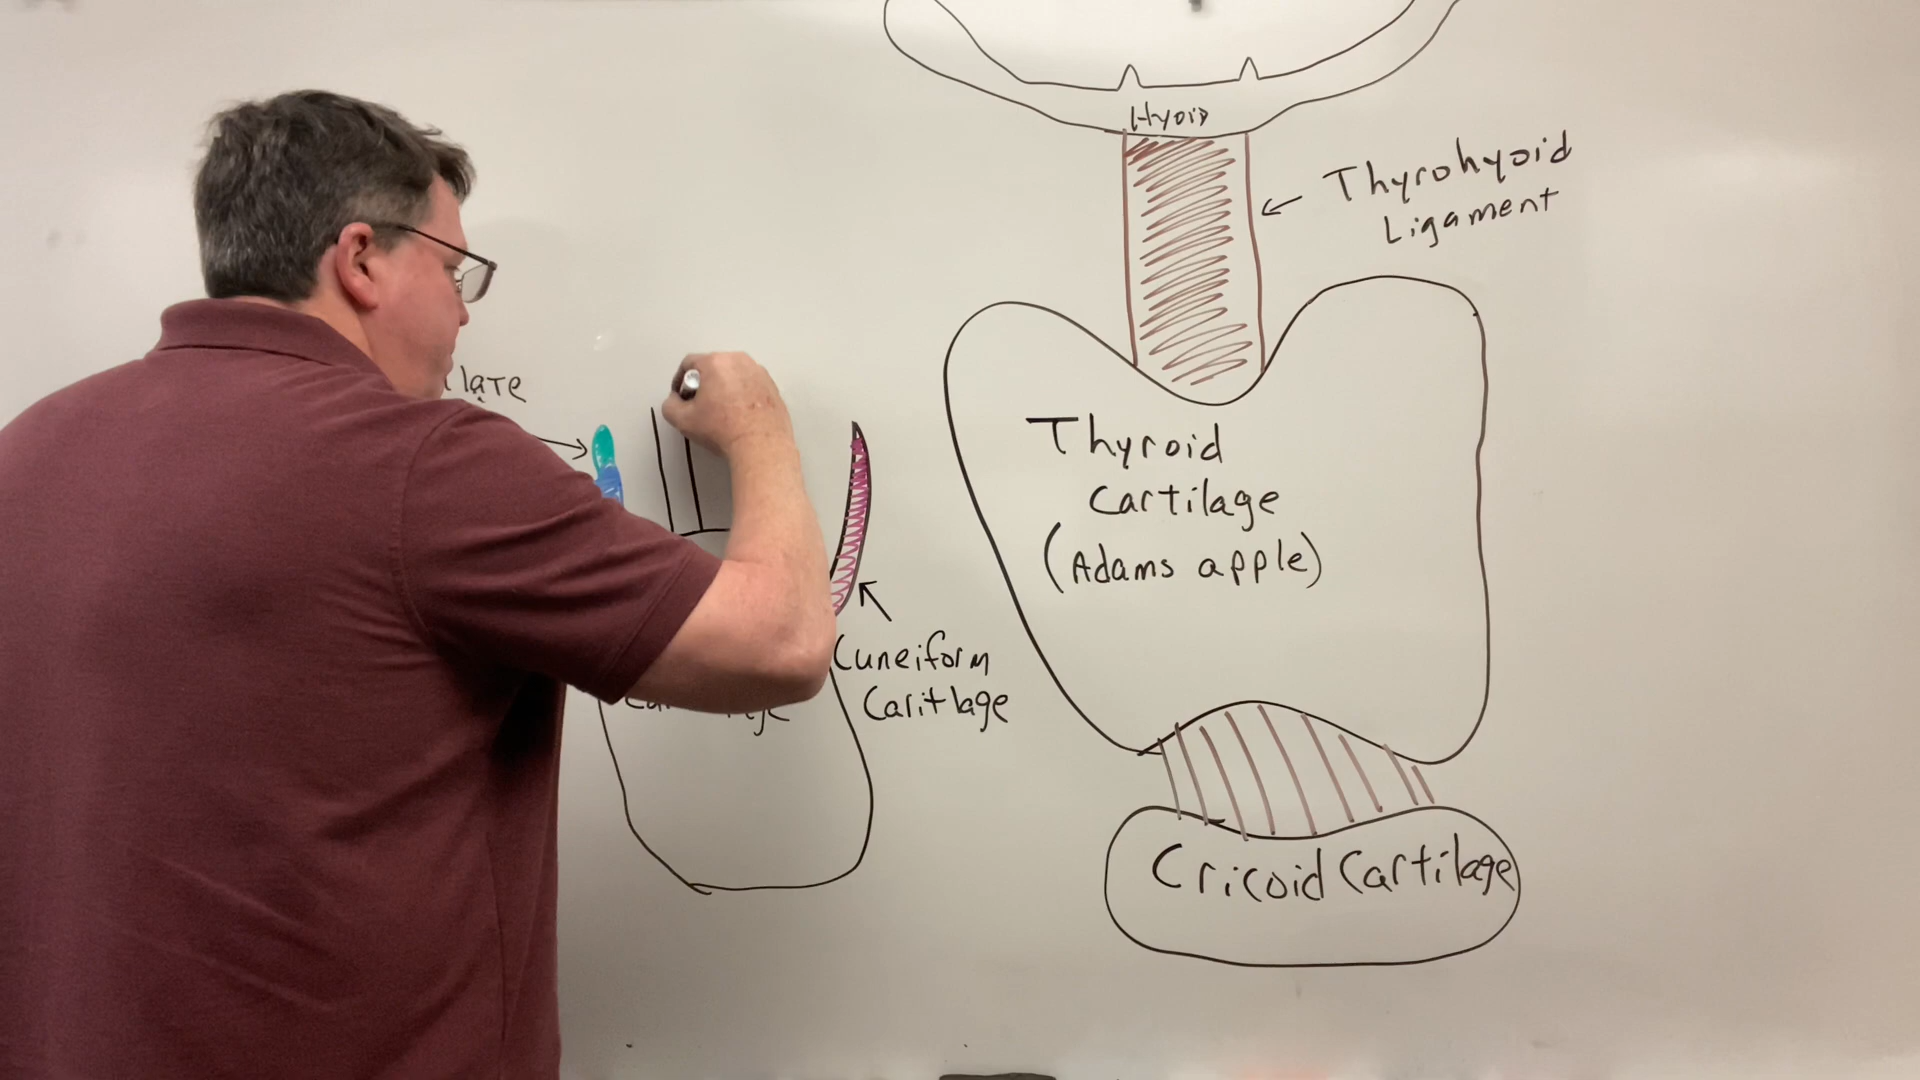 Hyoid
Thyrohyoid
Ligament
Thyroid
Cartilage
(Adams apple)
Cuneiform
Caritlage
Cricoid Cartilage